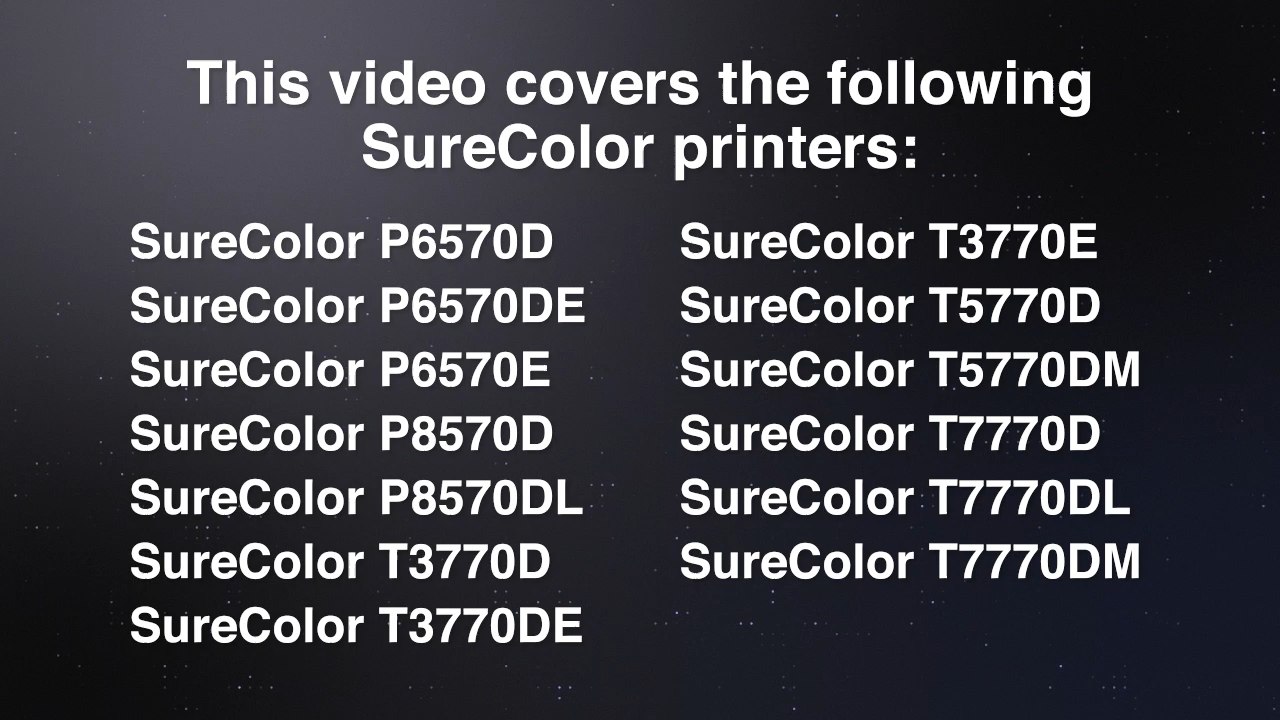 This video covers the following
SureColor printers:
SureColor P6570D
SureColor P6570DE
SureColor P6570E
SureColor P8570D
SureColor P8570DL
SureColor T3770D
SureColor T3770DE
SureColor T3770E
SureColor T5770D
SureColor T5770DM
SureColor T7770D
SureColor T7770DL
SureColor T7770DM